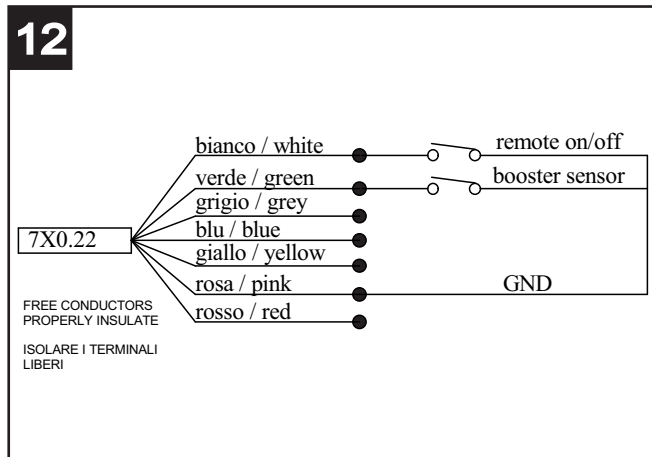 12
bianco / white
remote on/off
verde / green
booster sensor
grigio / grey
7X0.22
blu / blue
giallo / yellow
rosa / pink
GND
rosso / red
FREE CONDUCTORS
PROPERLY INSULATE
ISOLARE I TERMINALI
LIBERI